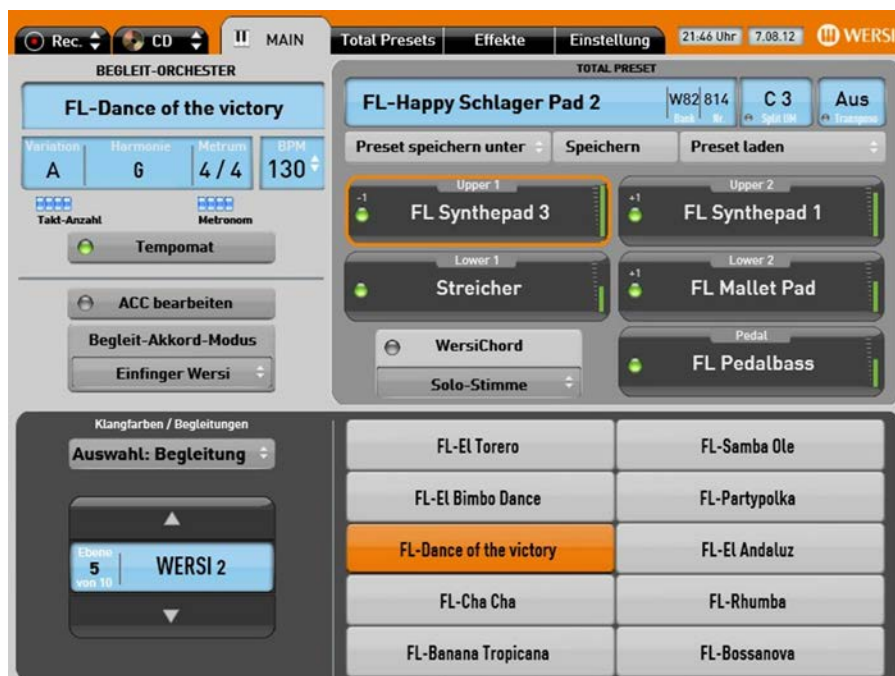 Rec.
CD
MAIN
Total Presets
Effekte
Einstellung
21:46 Uhr
7.08.12
WERSI
BEGLEIT-ORCHESTER
FL-Dance of the victory
Variation Harmonie Metrum BPM
A G 4/4 130
Takt-Anzahl Metronom
Tempomat
ACC bearbeiten
Begleit-Akkord-Modus
Einfinger Wersi
TOTAL PRESET
FL-Happy Schlager Pad 2
W82 814
Bank Nr.
C 3
Split UM
Aus
Transpose
Preset speichern unter
Speichern
Preset laden
Upper 1
-1
FL Synthepad 3
Upper 2
+1
FL Synthepad 1
Lower 1
Streicher
Lower 2
+1
FL Mallet Pad
WersiChord
Solo-Stimme
Pedal
FL Pedalbass
Klangfarben / Begleitungen
Auswahl: Begleitung
Ebene
5
von 10
WERSI 2
FL-El Torero
FL-Samba Ole
FL-El Bimbo Dance
FL-Partypolka
FL-Dance of the victory
FL-El Andaluz
FL-Cha Cha
FL-Rhumba
FL-Banana Tropicana
FL-Bossanova